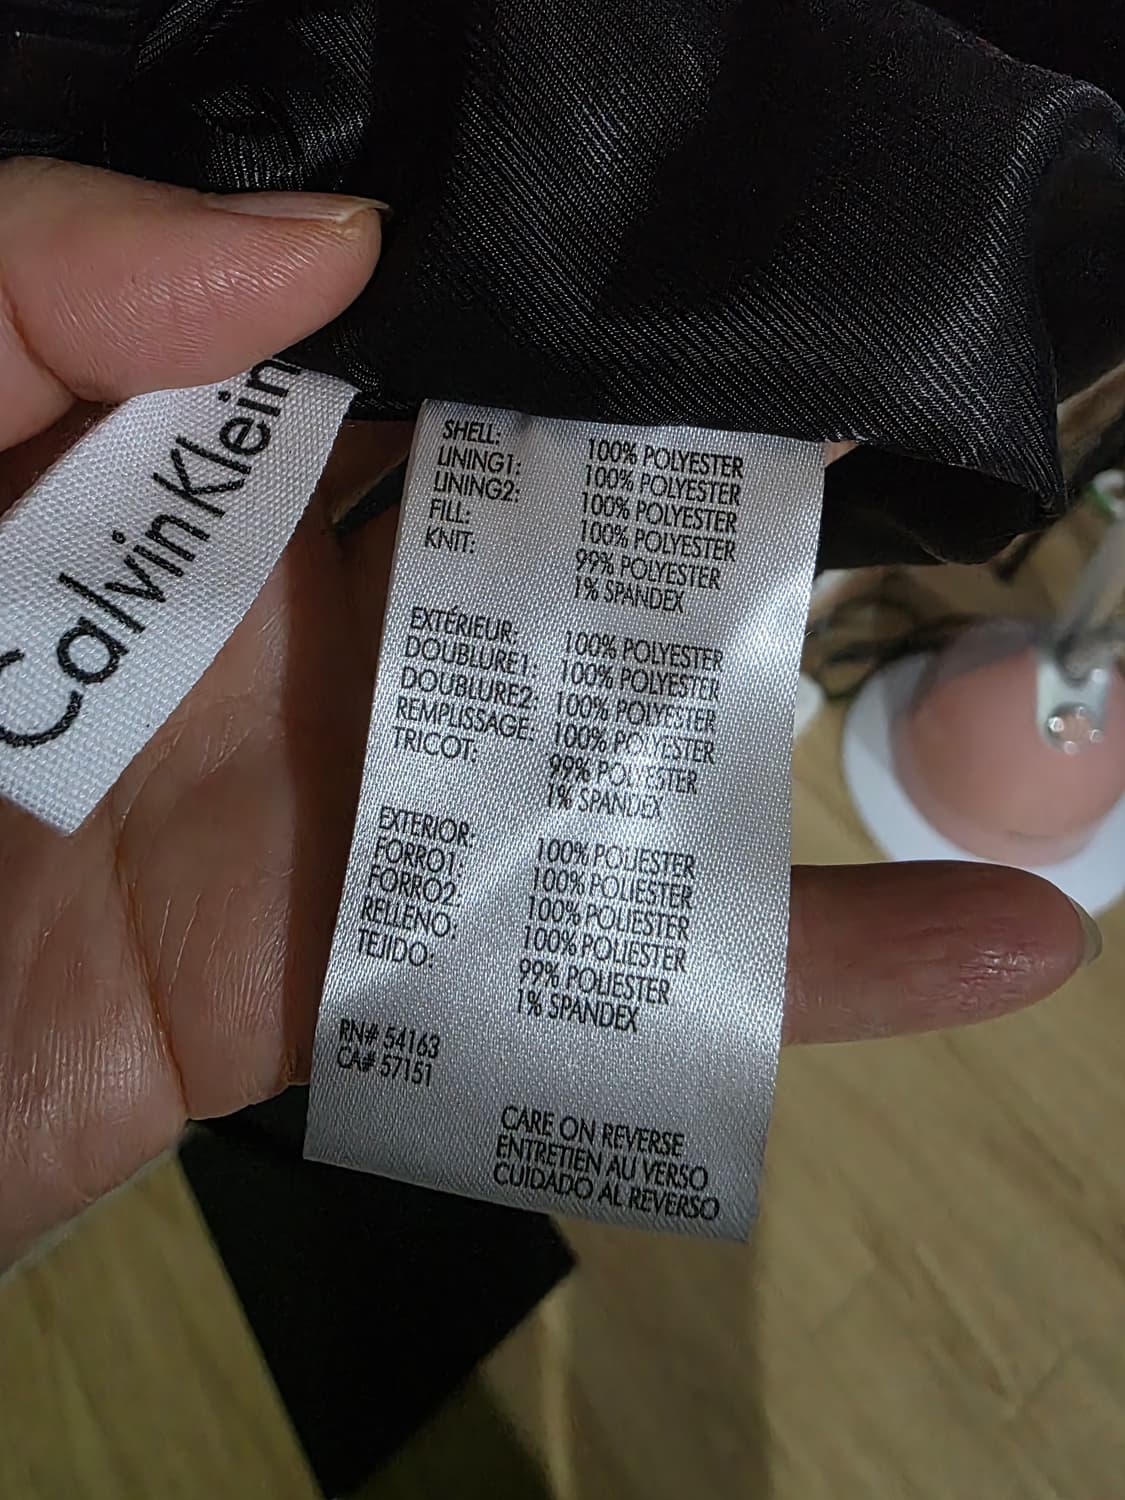 Calvin Klein
SHELL: 100% POLYESTER
LINING1: 100% POLYESTER
LINING2: 100% POLYESTER
FILL: 100% POLYESTER
KNIT: 99% POLYESTER
1% SPANDEX
EXTÉRIEUR: 100% POLYESTER
DOUBLURE1: 100% POLYESTER
DOUBLURE2: 100% POLYESTER
REMPLISSAGE: 100% POLYESTER
TRICOT: 99% POLYESTER
1% SPANDEX
EXTERIOR: 100% POLIESTER
FORRO1: 100% POLIESTER
FORRO2: 100% POLIESTER
RELLENO: 100% POLIESTER
TEJIDO: 99% POLIESTER
1% SPANDEX
RN# 54163
CA# 57151
CARE ON REVERSE
ENTRETIEN AU VERSO
CUIDADO AL REVERSO